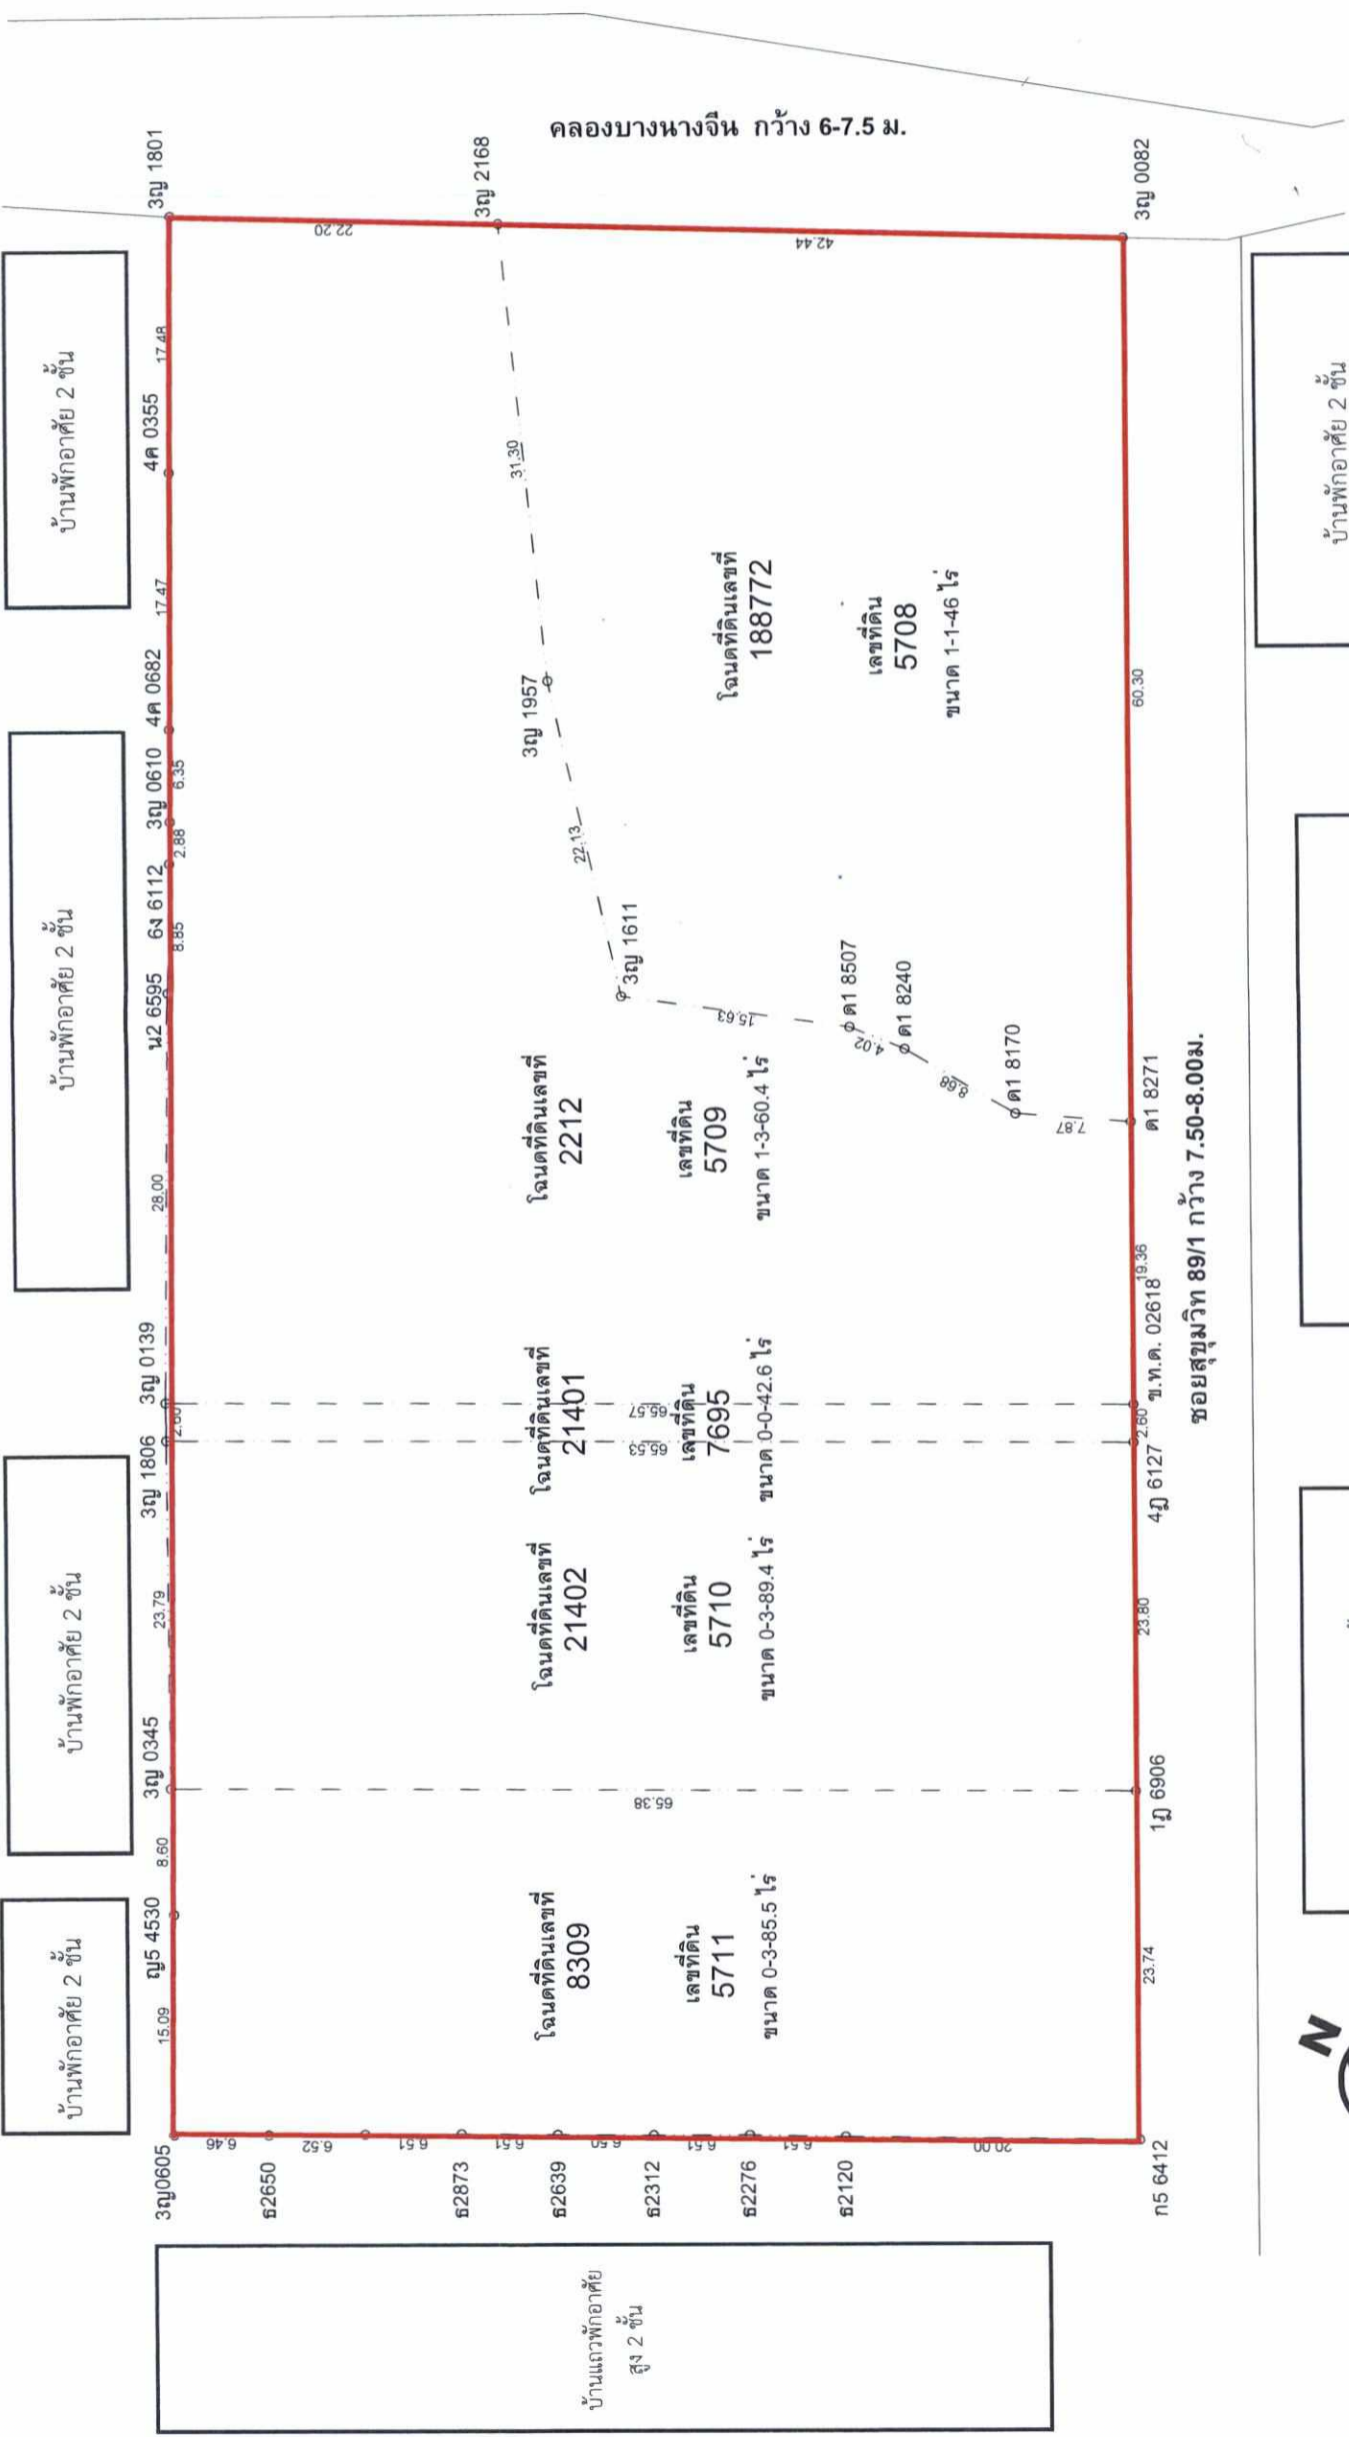 คลองบางนางจีน กว้าง 6-7.5 ม.
บ้านพักอาศัย 2 ชั้น
บ้านพักอาศัย 2 ชั้น
บ้านพักอาศัย 2 ชั้น
บ้านพักอาศัย 2 ชั้น
3ญ0605
15.09
ญ5 4530
8.60
3ญ 0345
23.79
3ญ 1806
2.60
3ญ 0139
28.00
น2 6595
8.85
6ง 6112
2.88
3ญ 0610
6.35
4ค 0682
17.47
4ค 0355
17.48
3ญ 1801
22.20
3ญ 2168
42.44
3ญ 0082
31.30
3ญ 1957
22.13
3ญ 1611
15.63
ด1 8507
4.02
ด1 8240
8.68
ด1 8170
7.87
ด1 8271
โฉนดที่ดินเลขที่
8309
เลขที่ดิน
5711
ขนาด 0-3-85.5 ไร่
65.38
โฉนดที่ดินเลขที่
21402
เลขที่ดิน
5710
ขนาด 0-3-89.4 ไร่
65.53
โฉนดที่ดินเลขที่
21401
เลขที่ดิน
7695
ขนาด 0-0-42.6 ไร่
65.57
โฉนดที่ดินเลขที่
2212
เลขที่ดิน
5709
ขนาด 1-3-60.4 ไร่
โฉนดที่ดินเลขที่
188772
เลขที่ดิน
5708
ขนาด 1-1-46 ไร่
6.46
ธ2650
6.52
6.51
ธ2873
6.51
ธ2639
6.50
ธ2312
6.51
ธ2276
6.51
ธ2120
20.00
ก5 6412
23.74
1ฎ 6906
23.80
4ฎ 6127
2.60
ข.ท.ด. 02618
19.36
60.30
ซอยสุขุมวิท 89/1 กว้าง 7.50-8.00ม.
บ้านแถวพักอาศัย
สูง 2 ชั้น
บ้านพักอาศัย 2 ชั้น
N